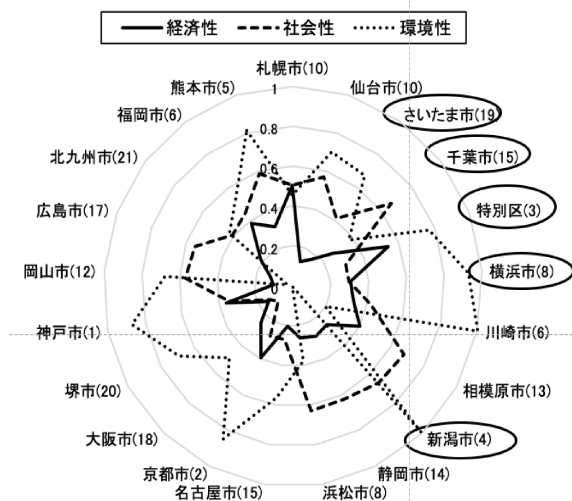 経済性 社会性 環境性
札幌市(10)
仙台市(10)
さいたま市(19)
千葉市(15)
特別区(3)
横浜市(8)
川崎市(6)
相模原市(13)
新潟市(4)
静岡市(14)
浜松市(8)
名古屋市(15)
京都市(2)
大阪市(18)
堺市(20)
神戸市(1)
岡山市(12)
広島市(17)
北九州市(21)
福岡市(6)
熊本市(5)
1
0.8
0.6
0.4
0.2
0